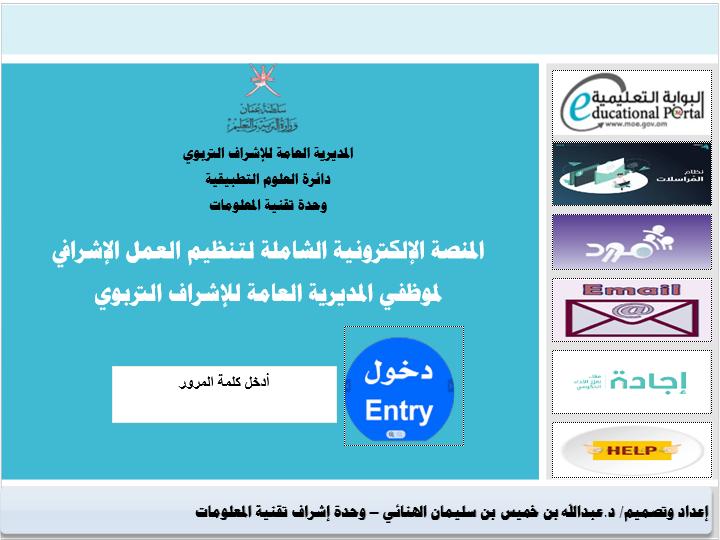 سلطنة عمان
وزارة التربية والتعليم
المديرية العامة للإشراف التربوي
دائرة العلوم التطبيقية
وحدة تقنية المعلومات
المنصة الإلكترونية الشاملة لتنظيم العمل الإشرافي
لموظفي المديرية العامة للإشراف التربوي
دخول
Entry
أدخل كلمة المرور
البوابة التعليمية
educational Portal
www.moe.gov.om
نظام
المراسلات
مورد
Email
إجادة
HELP
إعداد وتصميم/ د.عبدالله بن خميس بن سليمان الهنائي – وحدة إشراف تقنية المعلومات